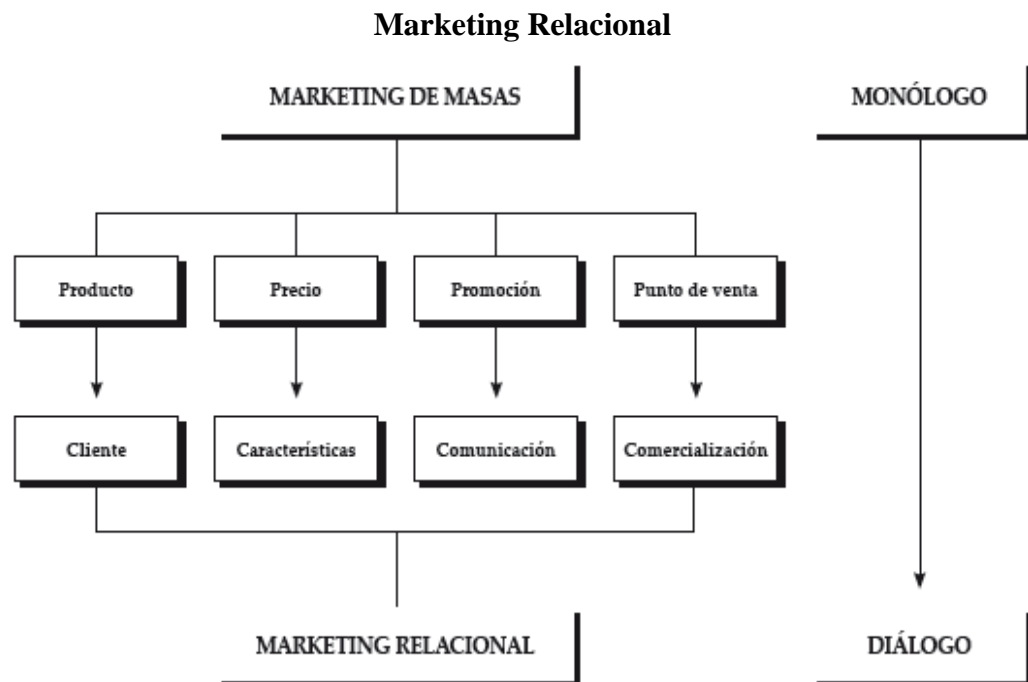 Marketing Relacional
MARKETING DE MASAS
MONÓLOGO
Producto
Precio
Promoción
Punto de venta
Cliente
Características
Comunicación
Comercialización
MARKETING RELACIONAL
DIÁLOGO